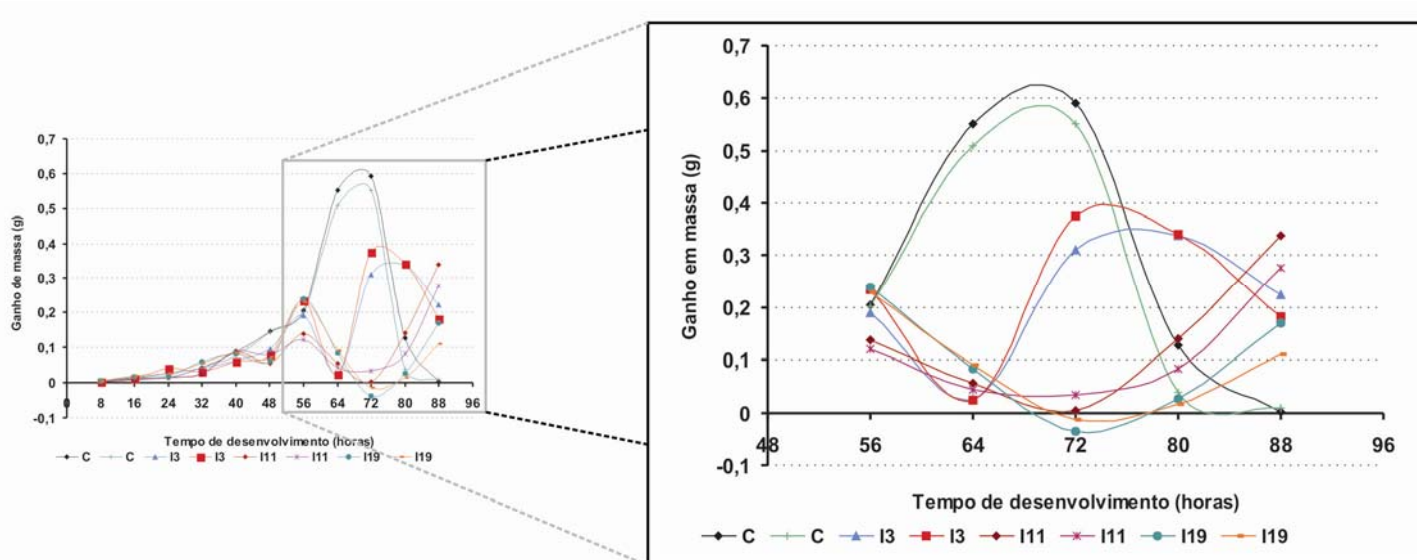 0,7
0,6
0,5
0,4
0,3
0,2
0,1
0
-0,1
Ganho de massa (g)
0 8 16 24 32 40 48 56 64 72 80 88 96
Tempo de desenvolvimento (horas)
C C I3 I3 I11 I11 I19 I19
0,7
0,6
0,5
0,4
0,3
0,2
0,1
0
-0,1
Ganho em massa (g)
48 56 64 72 80 88 96
Tempo de desenvolvimento (horas)
C C I3 I3 I11 I11 I19 I19